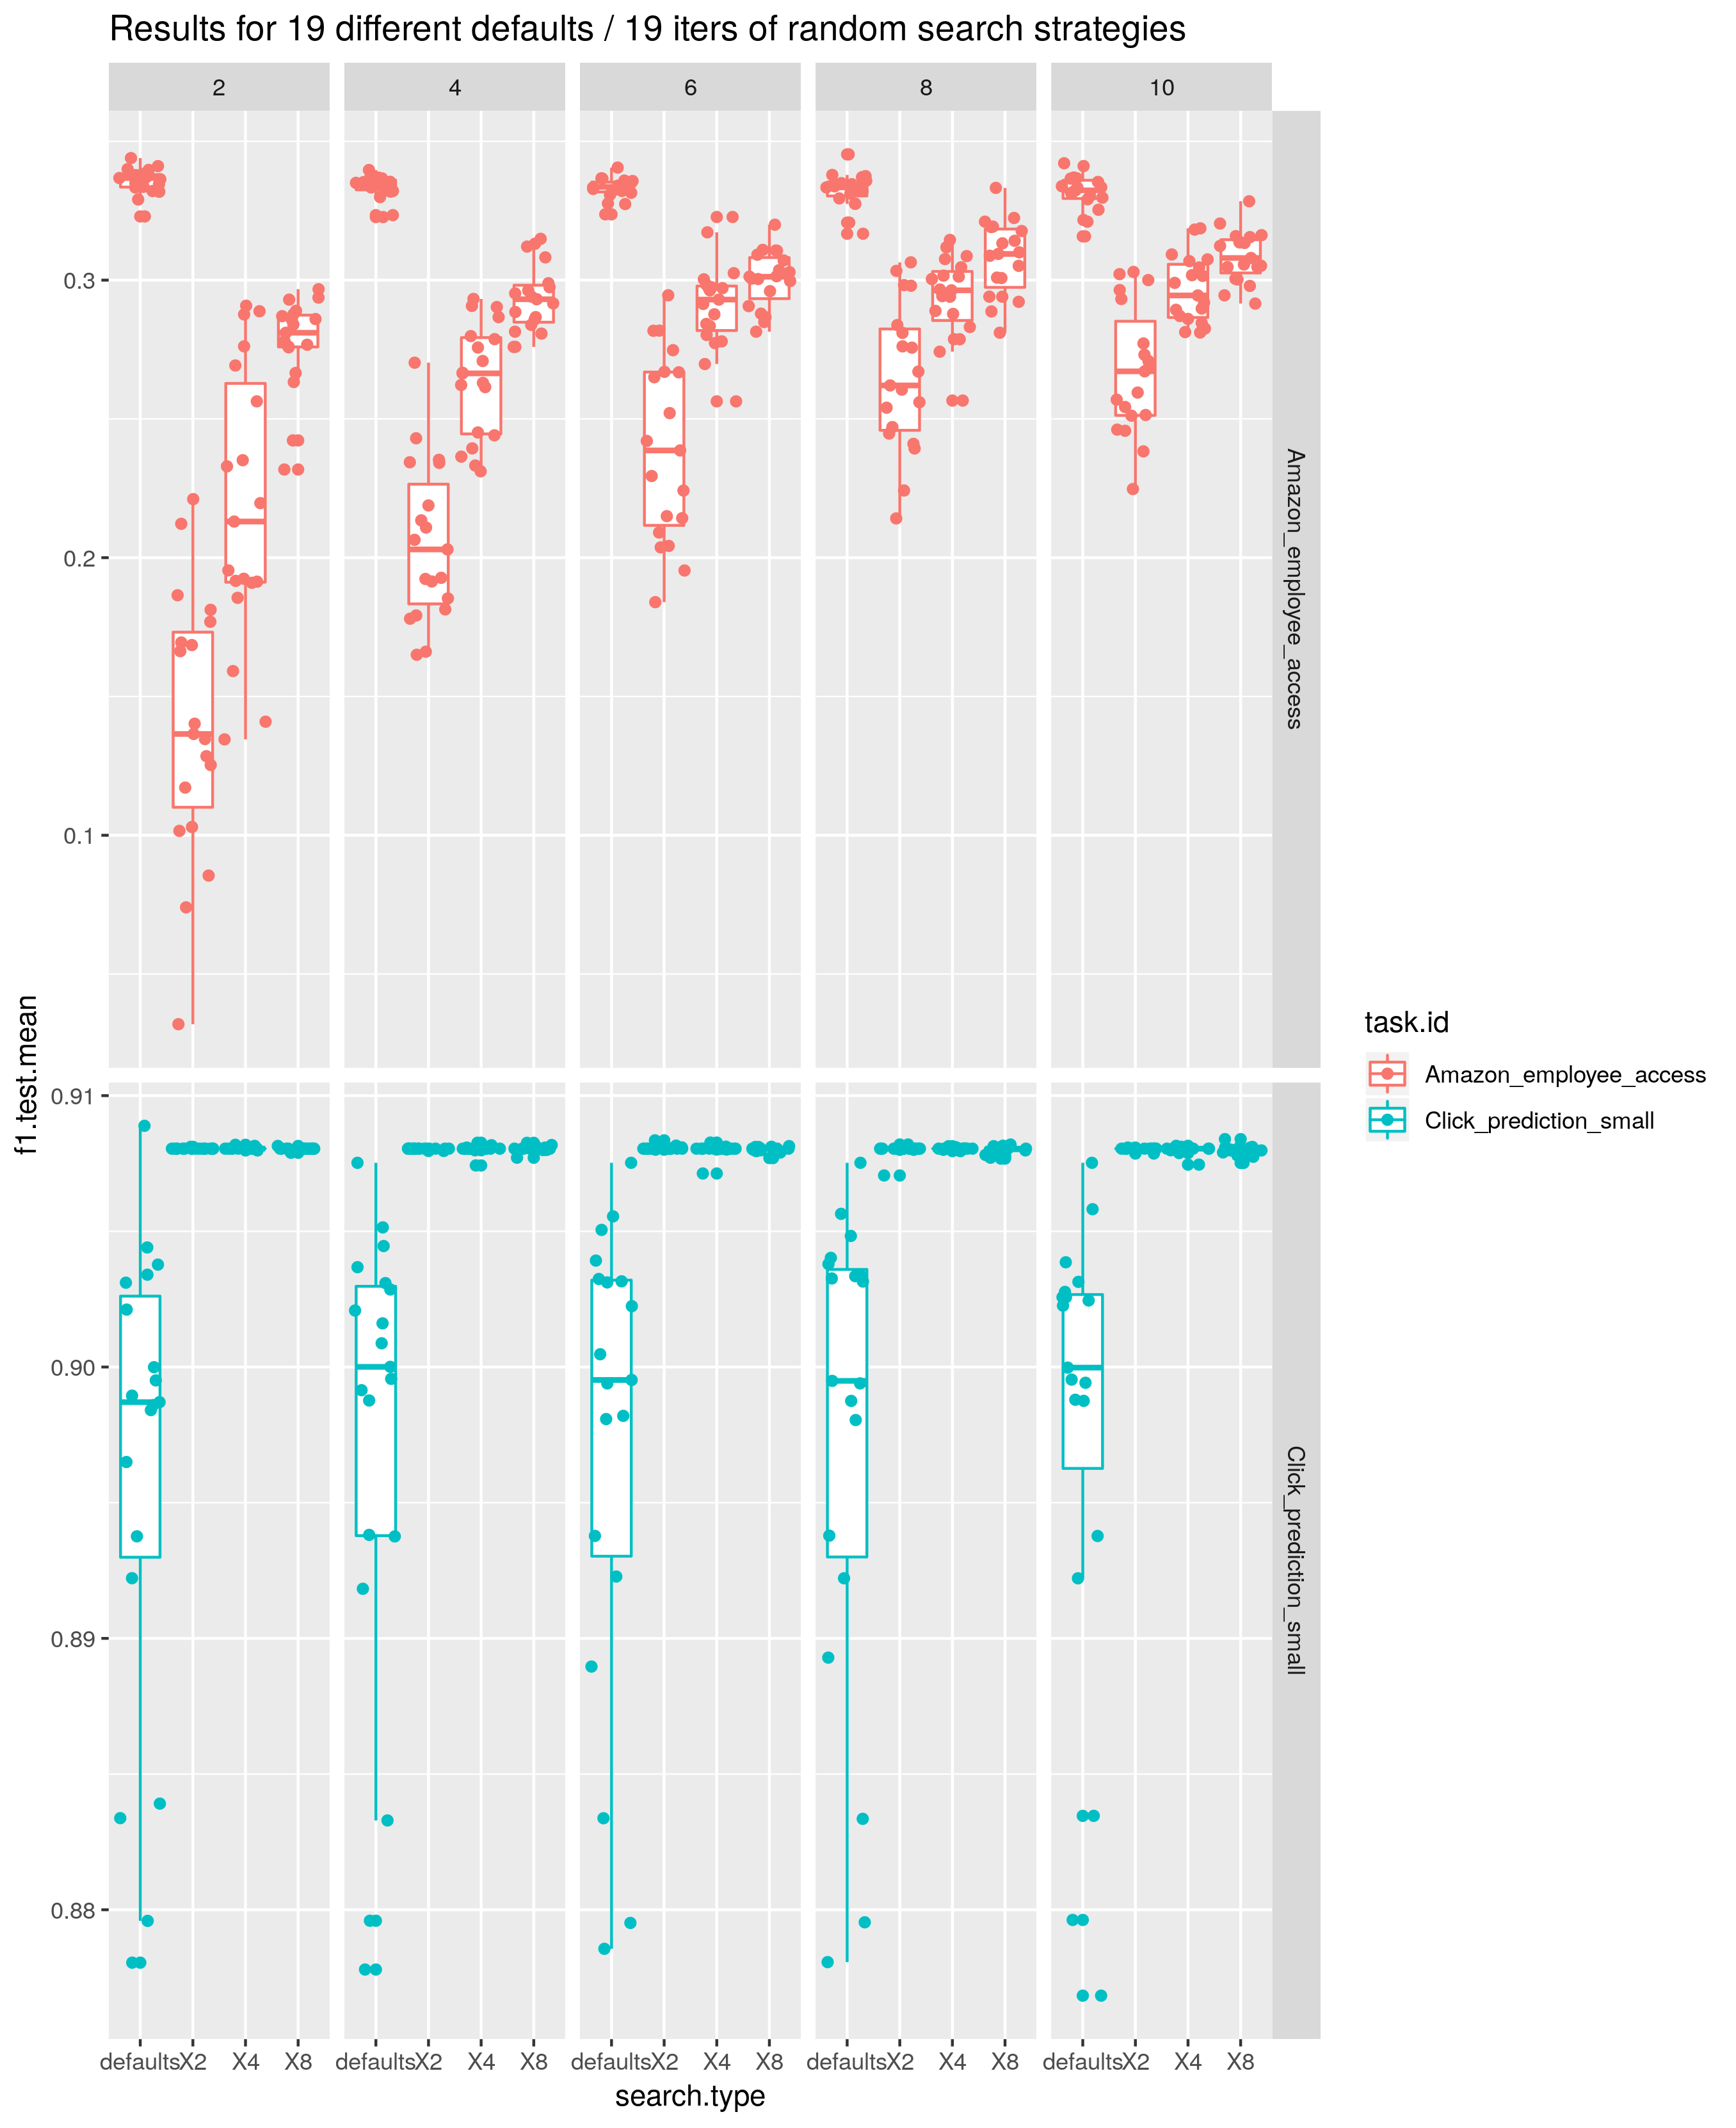 Results for 19 different defaults / 19 iters of random search strategies
2 4 6 8 10
0.3
0.2
0.1
Amazon_employee_access
f1.test.mean
0.91
0.90
0.89
0.88
Click_prediction_small
defaults X2 X4 X8 defaults X2 X4 X8 defaults X2 X4 X8 defaults X2 X4 X8 defaults X2 X4 X8
search.type
task.id
Amazon_employee_access
Click_prediction_small